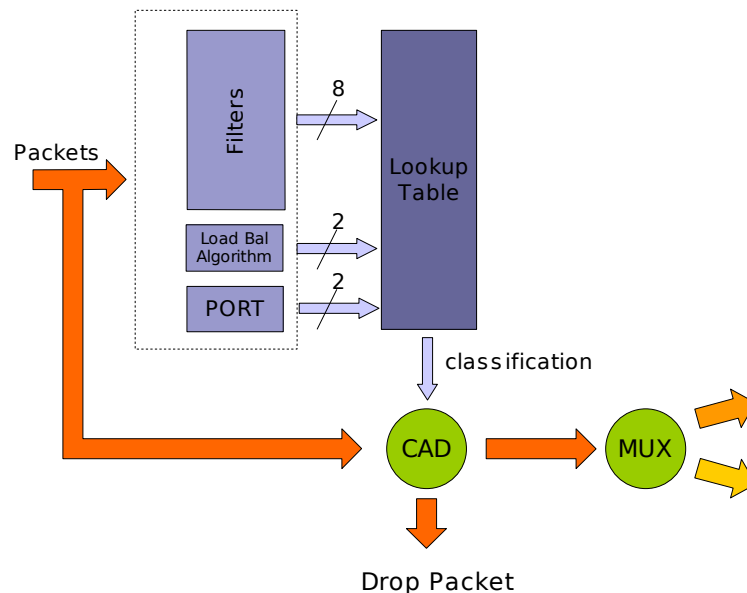 8
Filters
Packets
Lookup
Table
2
Load Bal
Algorithm
2
PORT
classification
CAD
MUX
Drop Packet